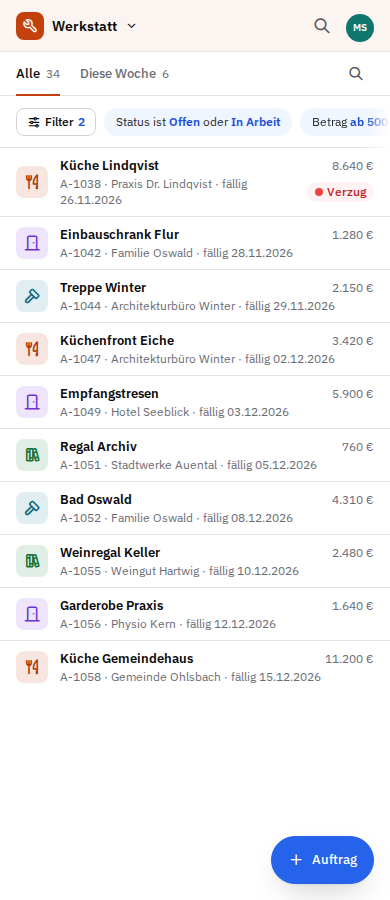 Werkstatt
MS
Alle 34
Diese Woche 6
Filter 2
Status ist Offen oder In Arbeit
Betrag ab 500
Küche Lindqvist
8.640 €
A-1038 · Praxis Dr. Lindqvist · fällig
26.11.2026
Verzug
Einbauschrank Flur
1.280 €
A-1042 · Familie Oswald · fällig 28.11.2026
Treppe Winter
2.150 €
A-1044 · Architekturbüro Winter · fällig 29.11.2026
Küchenfront Eiche
3.420 €
A-1047 · Architekturbüro Winter · fällig 02.12.2026
Empfangstresen
5.900 €
A-1049 · Hotel Seeblick · fällig 03.12.2026
Regal Archiv
760 €
A-1051 · Stadtwerke Auental · fällig 05.12.2026
Bad Oswald
4.310 €
A-1052 · Familie Oswald · fällig 08.12.2026
Weinregal Keller
2.480 €
A-1055 · Weingut Hartwig · fällig 10.12.2026
Garderobe Praxis
1.640 €
A-1056 · Physio Kern · fällig 12.12.2026
Küche Gemeindehaus
11.200 €
A-1058 · Gemeinde Ohlsbach · fällig 15.12.2026
Auftrag